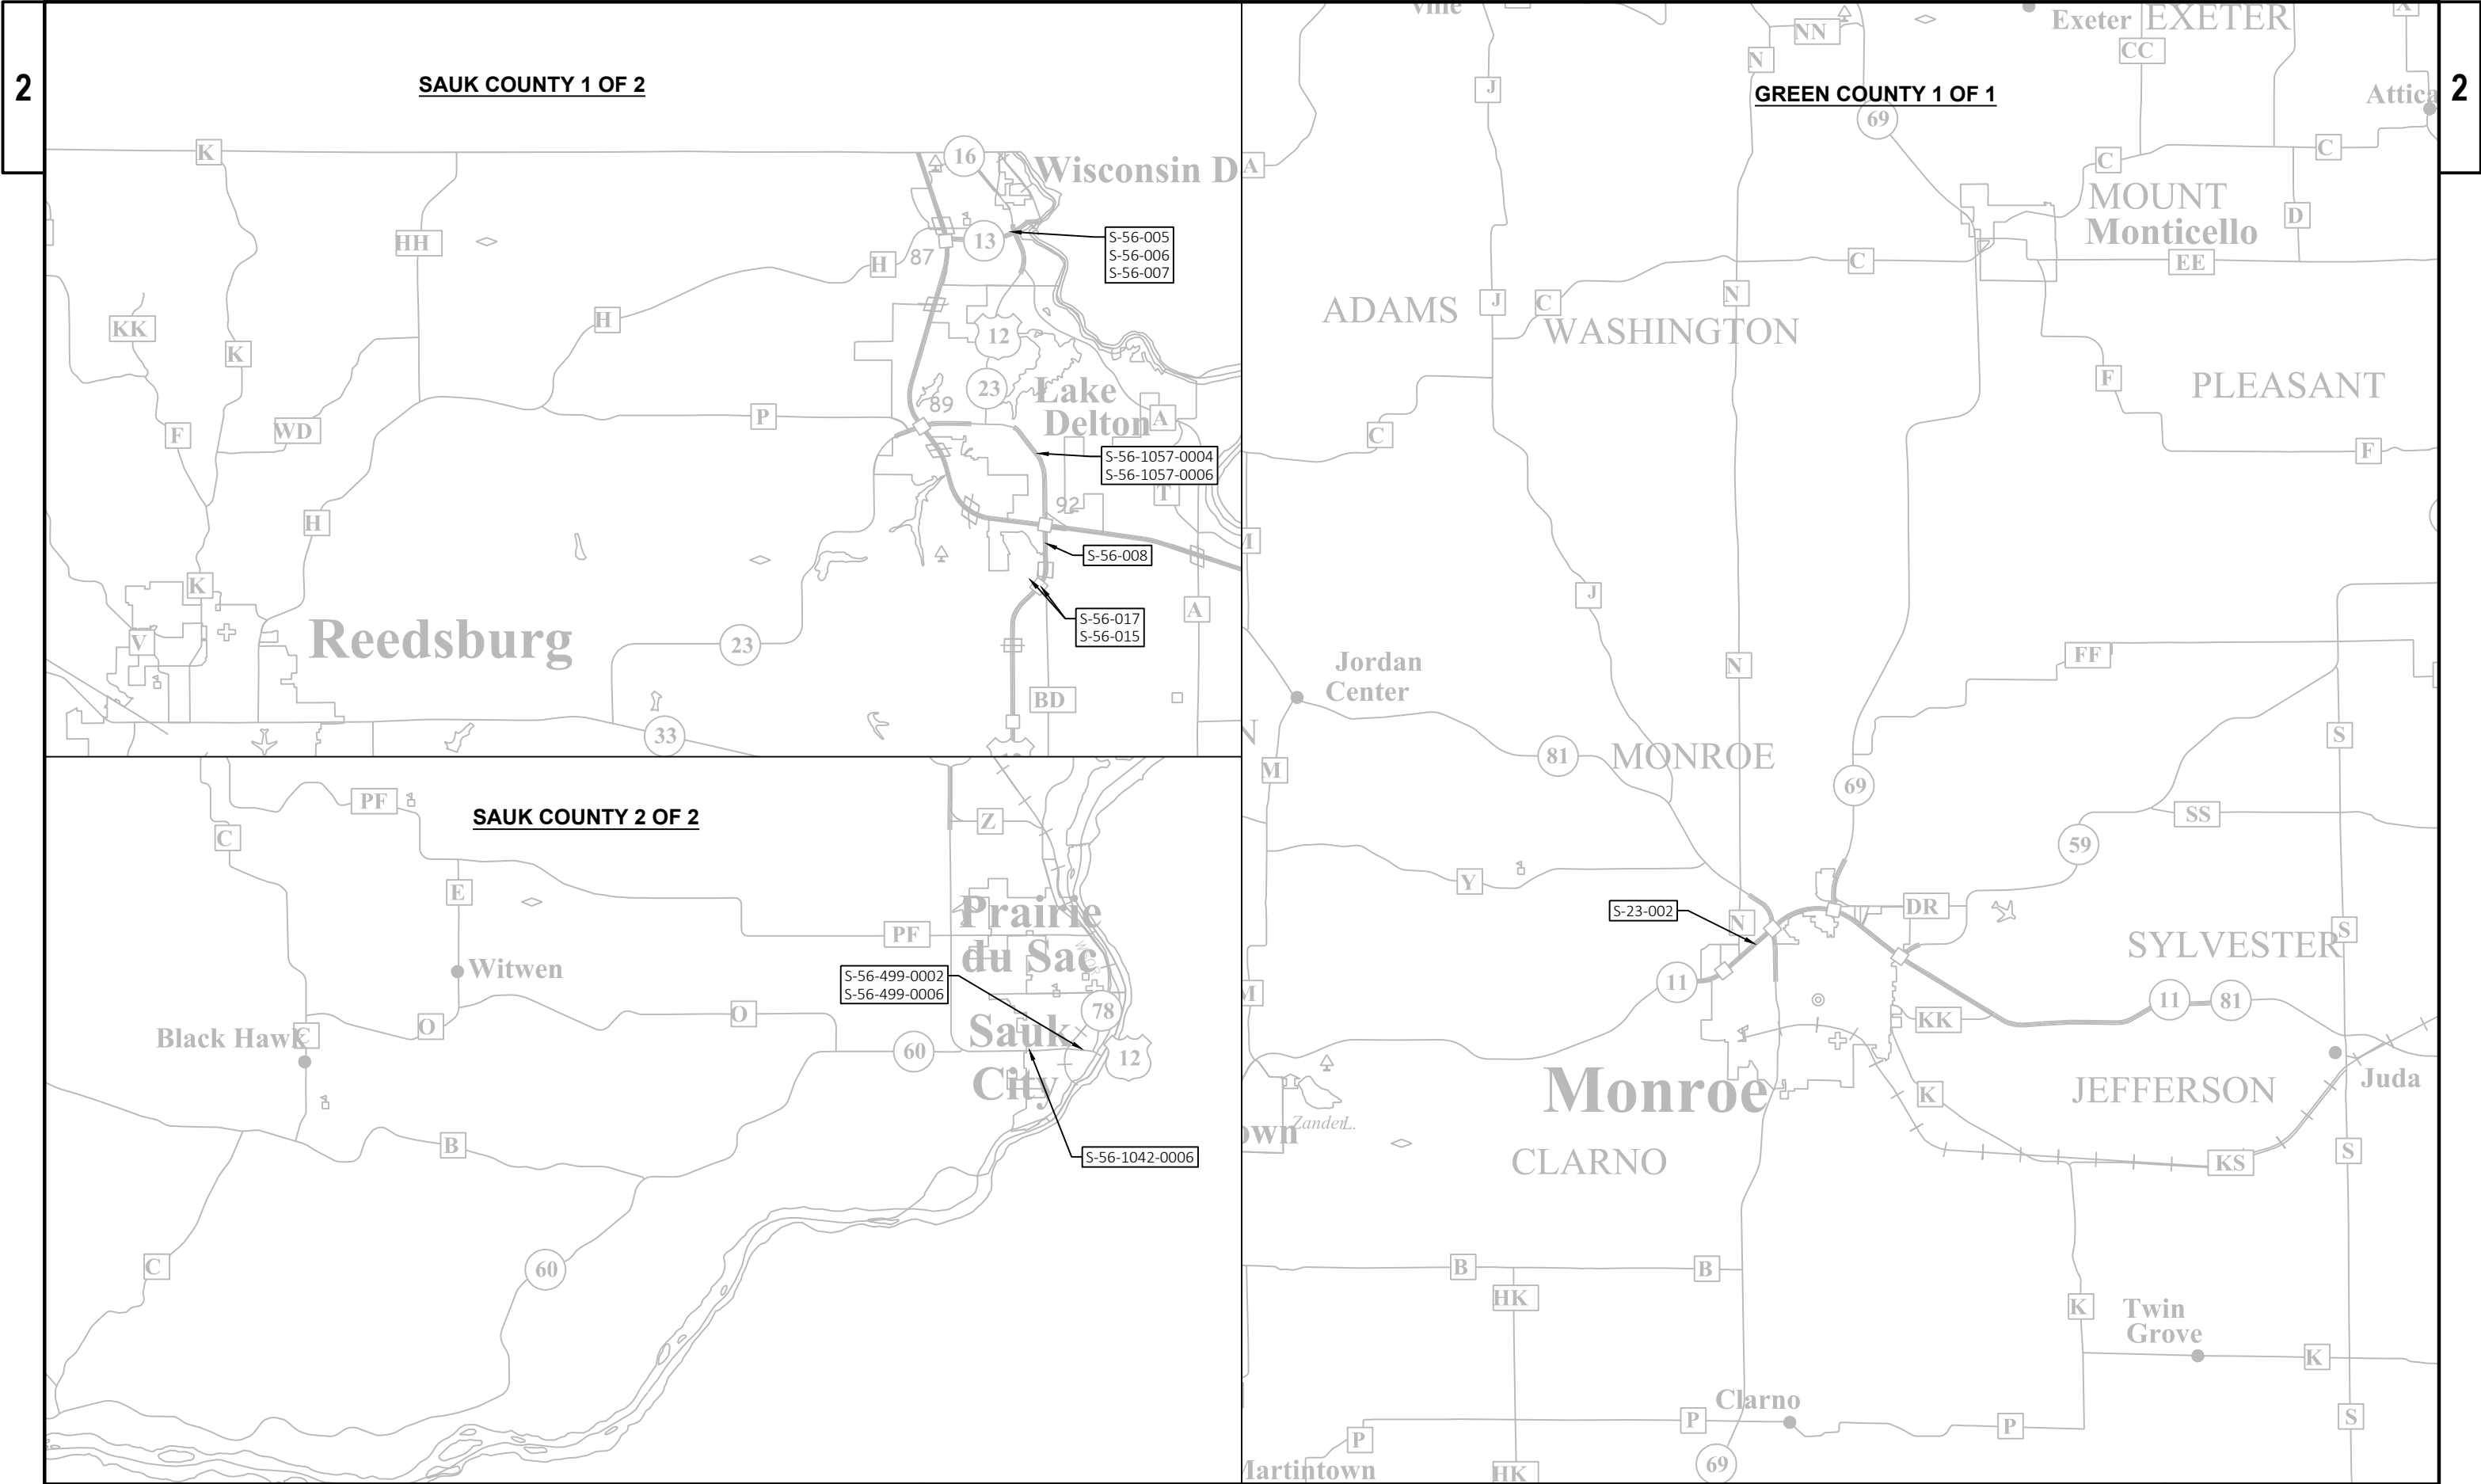 2
SAUK COUNTY 1 OF 2
K
16
Wisconsin D
HH
13
S-56-005
S-56-006
S-56-007
H
87
KK
H
12
K
23
Lake
Delton
89
A
P
F
WD
S-56-1057-0004
S-56-1057-0006
T
92
H
S-56-008
K
A
S-56-017
S-56-015
V
Reedsburg
23
BD
33
SAUK COUNTY 2 OF 2
PF
C
Z
E
Prairie
du Sac
PF
Witwen
S-56-499-0002
S-56-499-0006
78
O
O
Sauk
City
Black Hawk
C
60
12
B
S-56-1042-0006
C
60
2
GREEN COUNTY 1 OF 1
NN
N
Exeter
EXETER
CC
J
Attica
69
A
C
C
MOUNT
Monticello
D
C
EE
ADAMS
J
C
N
WASHINGTON
F
PLEASANT
C
F
J
Jordan
Center
N
FF
N
81
MONROE
S
M
69
SS
59
Y
S-23-002
N
DR
SYLVESTER
S
11
11
81
KK
Monroe
K
JEFFERSON
Juda
Zander L.
own
CLARNO
KS
S
B
B
HK
K
Twin
Grove
K
Clarno
P
P
S
P
69
Martintown
HK